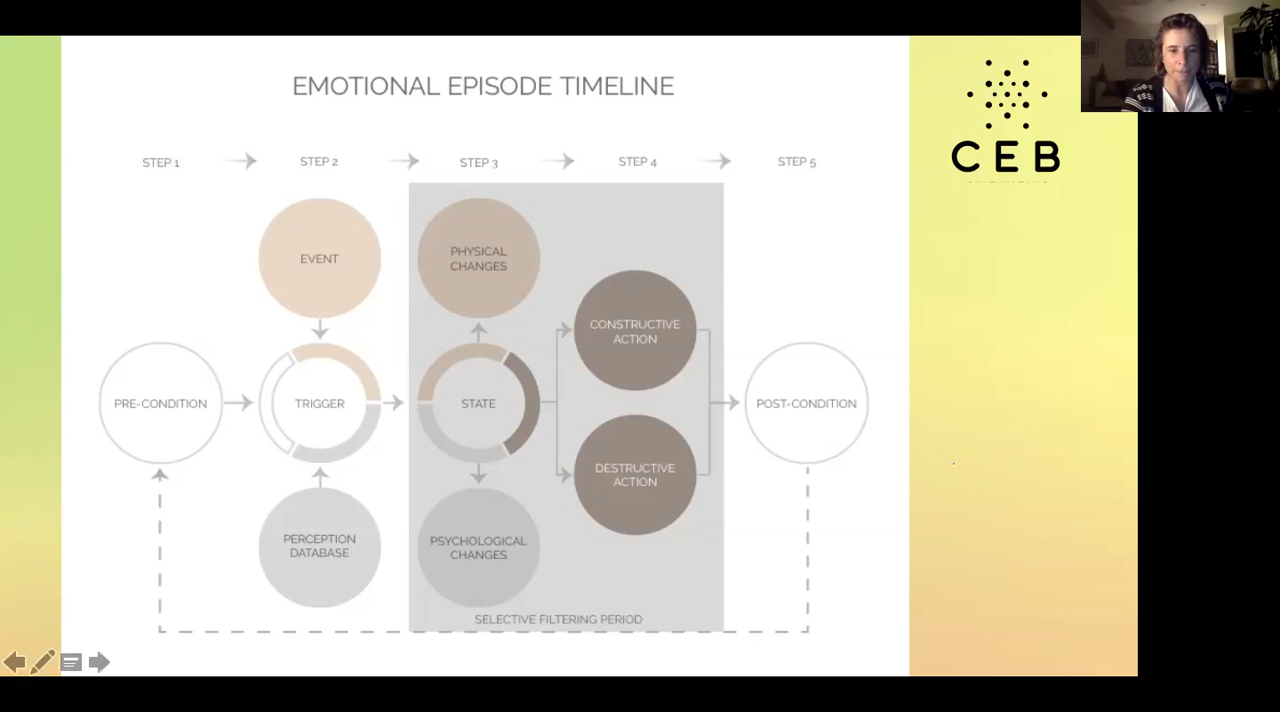 EMOTIONAL EPISODE TIMELINE
STEP 1
STEP 2
STEP 3
STEP 4
STEP 5
EVENT
PHYSICAL
CHANGES
CONSTRUCTIVE
ACTION
PRE-CONDITION
TRIGGER
STATE
POST-CONDITION
DESTRUCTIVE
ACTION
PERCEPTION
DATABASE
PSYCHOLOGICAL
CHANGES
SELECTIVE FILTERING PERIOD
CEB